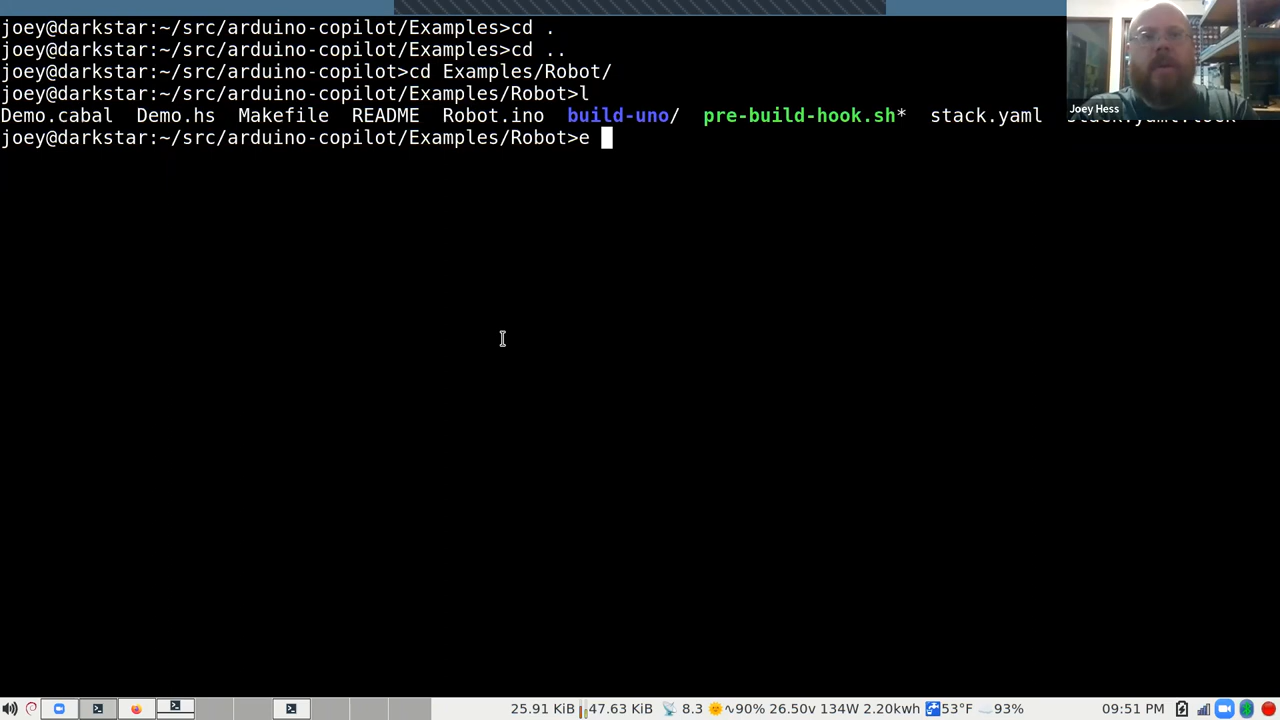 joey@darkstar:~/src/arduino-copilot/Examples>cd .
joey@darkstar:~/src/arduino-copilot/Examples>cd ..
joey@darkstar:~/src/arduino-copilot>cd Examples/Robot/
joey@darkstar:~/src/arduino-copilot/Examples/Robot>l
Demo.cabal Demo.hs Makefile README Robot.ino build-uno/ pre-build-hook.sh* stack.yaml
joey@darkstar:~/src/arduino-copilot/Examples/Robot>e
Joey Hess
25.91 KiB 47.63 KiB 8.3 ∿90% 26.50v 134W 2.20kwh 53°F 93% 09:51 PM